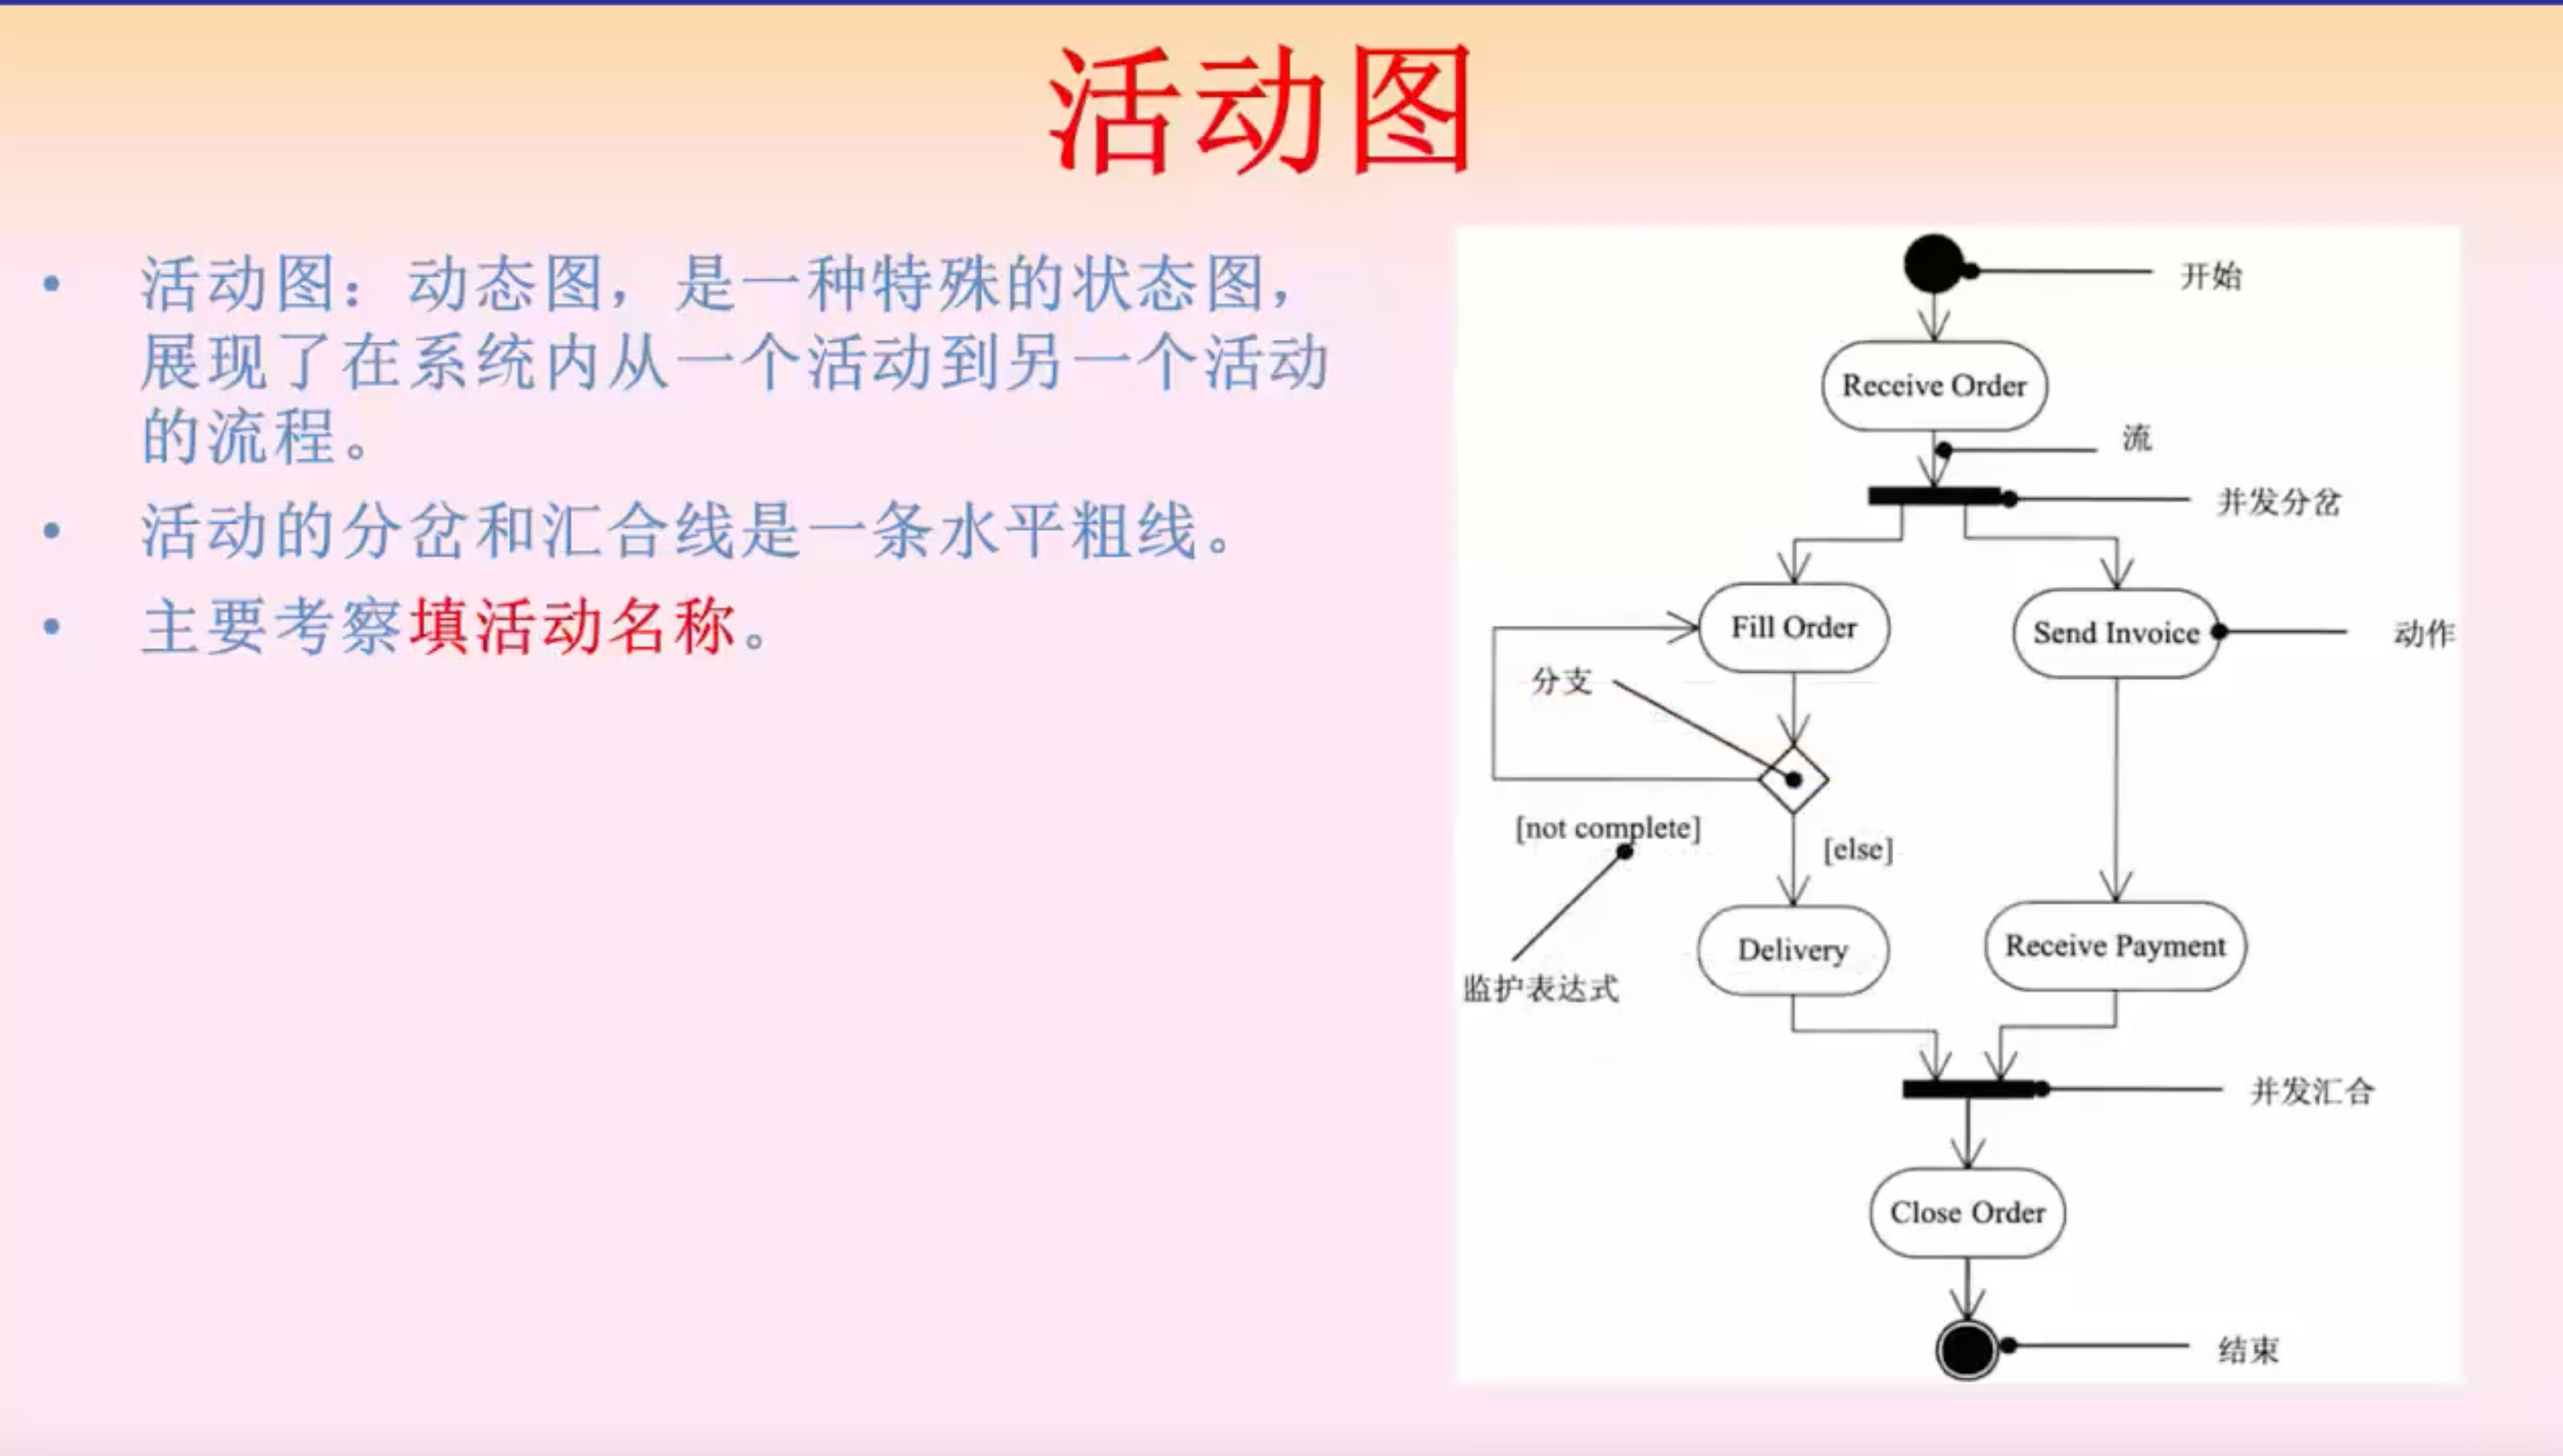 活动图
• 活动图：动态图，是一种特殊的状态图，
展现了在系统内从一个活动到另一个活动
的流程。
• 活动的分岔和汇合线是一条水平粗线。
• 主要考察填活动名称。
开始
Receive Order
流
并发分岔
Fill Order
Send Invoice
动作
分支
[not complete]
[else]
Delivery
Receive Payment
监护表达式
并发汇合
Close Order
结束